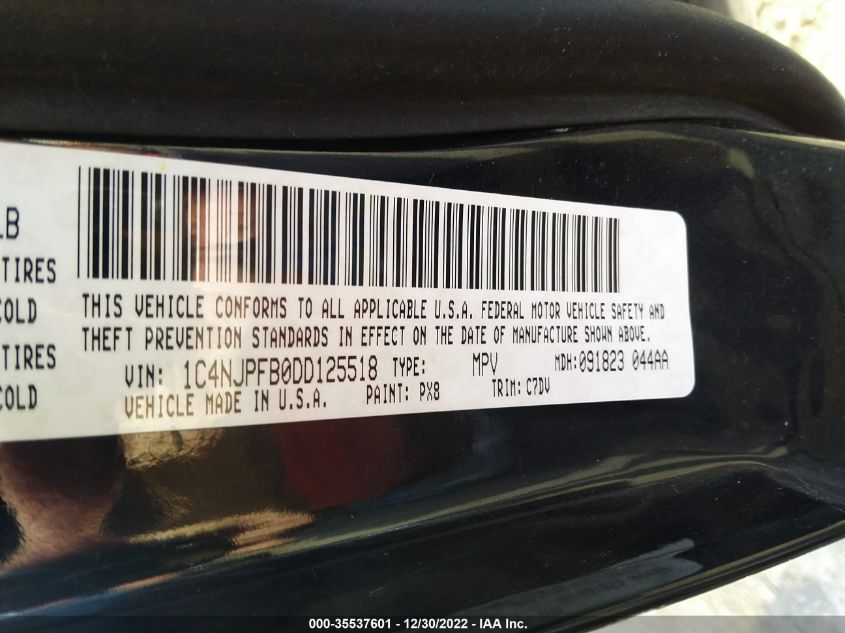 LB
TIRES
COLD
TIRES
COLD
THIS VEHICLE CONFORMS TO ALL APPLICABLE U.S.A. FEDERAL MOTOR VEHICLE SAFETY AND
THEFT PREVENTION STANDARDS IN EFFECT ON THE DATE OF MANUFACTURE SHOWN ABOVE.
VIN: 1C4NJPFB0DD125518 TYPE: MPV MDH:091823 044AA
VEHICLE MADE IN U.S.A. PAINT: PX8 TRIM: C7DV
000-35537601 - 12/30/2022 - IAA Inc.